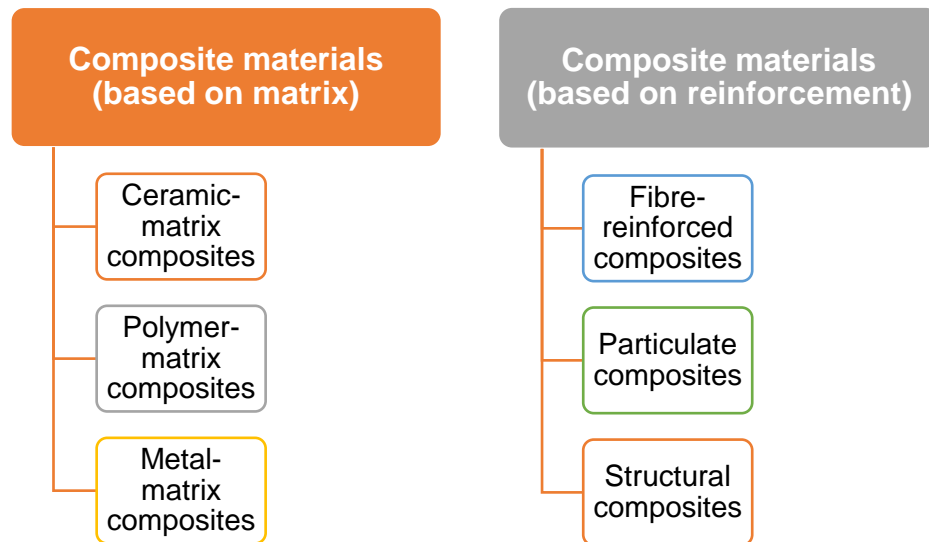 Composite materials
(based on matrix)
Ceramic-
matrix
composites
Polymer-
matrix
composites
Metal-
matrix
composites
Composite materials
(based on reinforcement)
Fibre-
reinforced
composites
Particulate
composites
Structural
composites